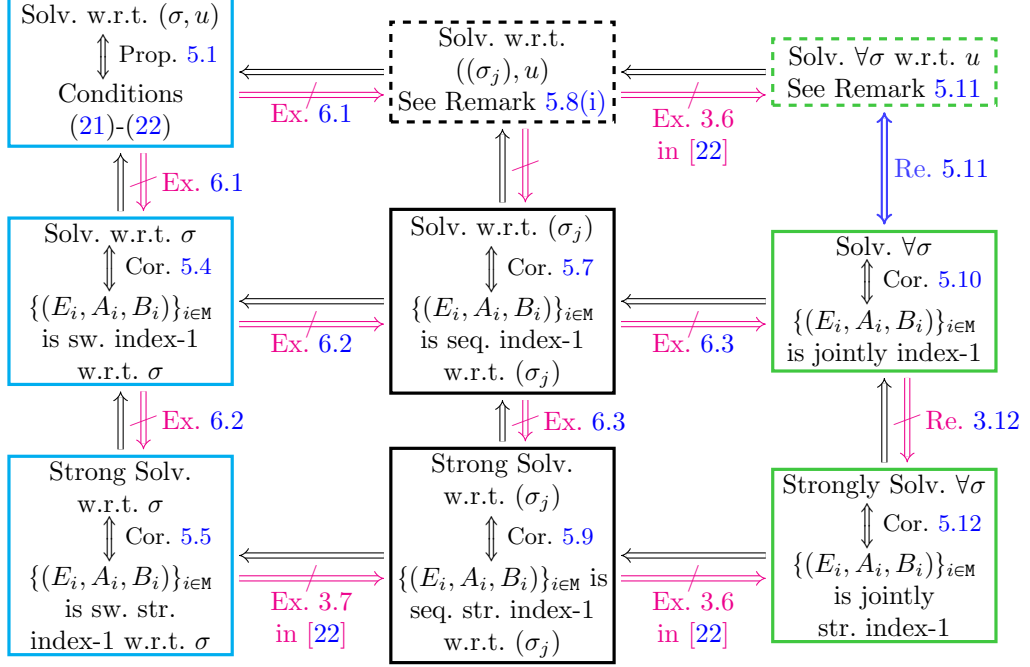 Solv. w.r.t. (σ, u)
Prop. 5.1
Conditions
(21)-(22)
Ex. 6.1
Solv. w.r.t.
((σ_j), u)
See Remark 5.8(i)
Ex. 3.6
in [22]
Solv. ∀σ w.r.t. u
See Remark 5.11
Ex. 6.1
Re. 5.11
Solv. w.r.t. σ
Cor. 5.4
{(E_i, A_i, B_i)}_{i∈M}
is sw. index-1
w.r.t. σ
Ex. 6.2
Solv. w.r.t. (σ_j)
Cor. 5.7
{(E_i, A_i, B_i)}_{i∈M}
is seq. index-1
w.r.t. (σ_j)
Ex. 6.3
Solv. ∀σ
Cor. 5.10
{(E_i, A_i, B_i)}_{i∈M}
is jointly index-1
Ex. 6.2
Ex. 6.3
Re. 3.12
Strong Solv.
w.r.t. σ
Cor. 5.5
{(E_i, A_i, B_i)}_{i∈M}
is sw. str.
index-1 w.r.t. σ
Ex. 3.7
in [22]
Strong Solv.
w.r.t. (σ_j)
Cor. 5.9
{(E_i, A_i, B_i)}_{i∈M} is
seq. str. index-1
w.r.t. (σ_j)
Ex. 3.6
in [22]
Strongly Solv. ∀σ
Cor. 5.12
{(E_i, A_i, B_i)}_{i∈M}
is jointly
str. index-1